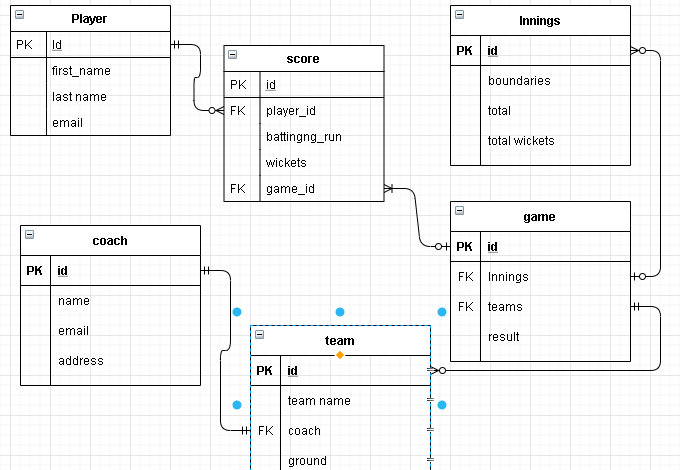 Player
PK Id
first_name
last name
email
score
PK id
FK player_id
battingng_run
wickets
FK game_id
Innings
PK id
boundaries
total
total wickets
coach
PK id
name
email
address
game
PK id
FK Innings
FK teams
result
team
PK id
team name
FK coach
ground